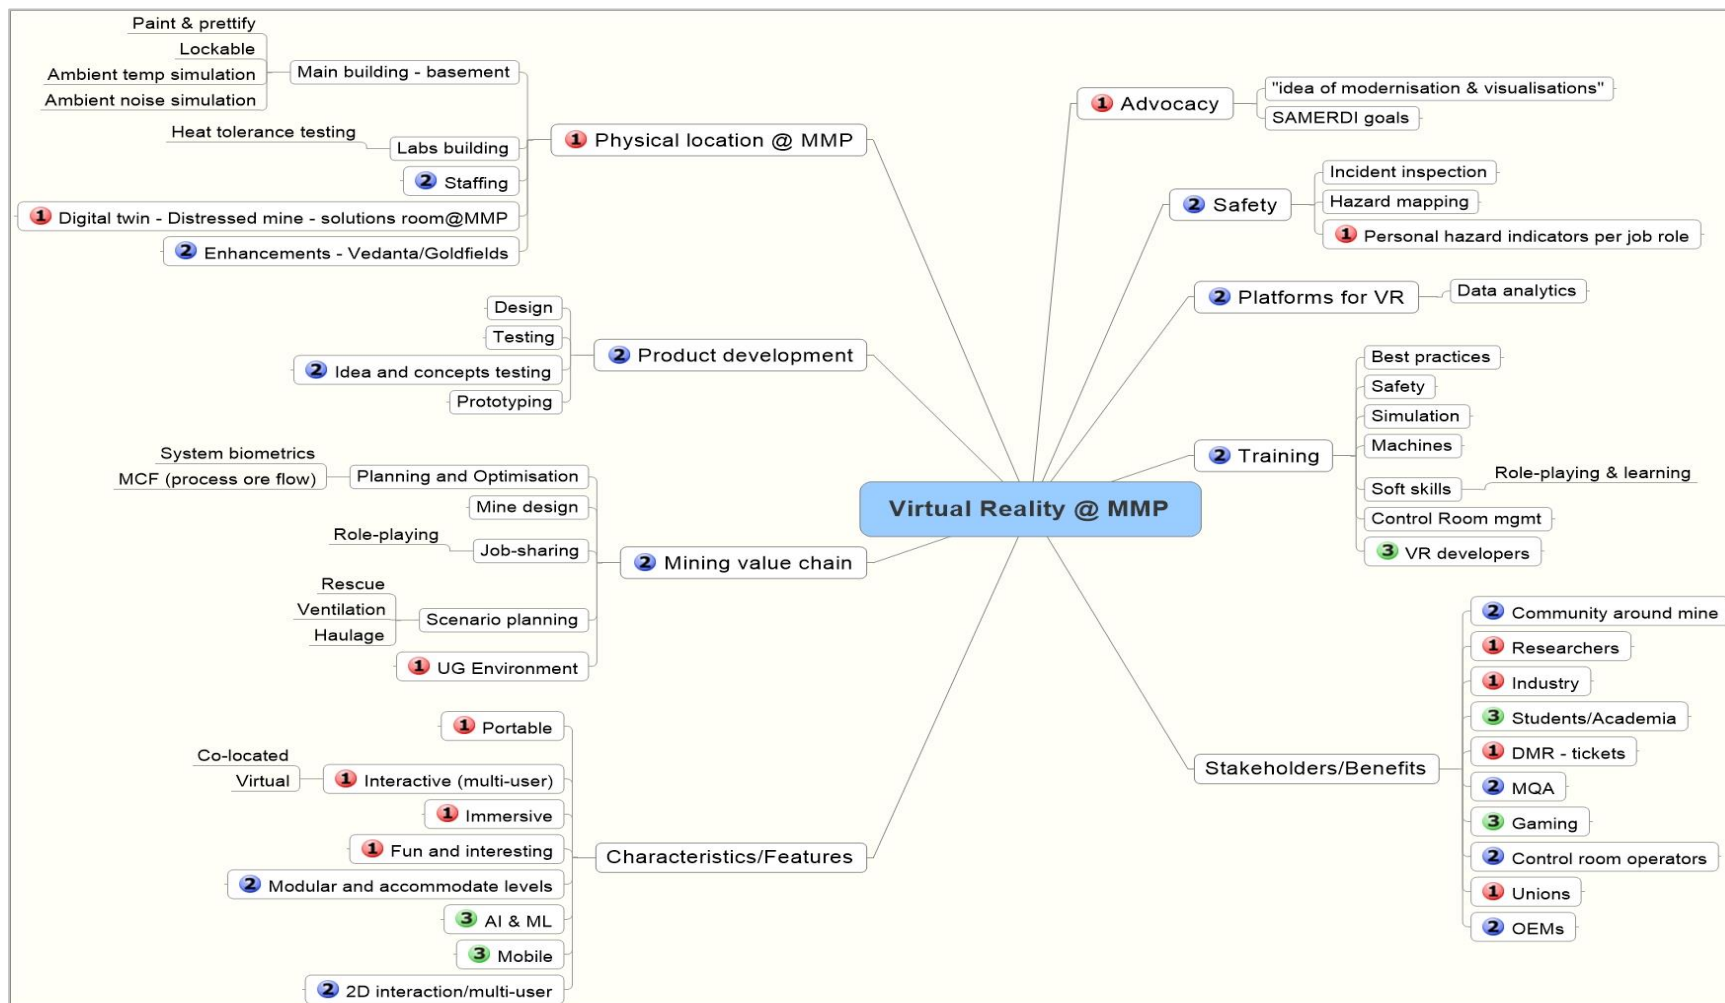 Virtual Reality @ MMP
1 Physical location @ MMP
Main building - basement
Paint & prettify
Lockable
Ambient temp simulation
Ambient noise simulation
Labs building
Heat tolerance testing
2 Staffing
1 Digital twin - Distressed mine - solutions room@MMP
2 Enhancements - Vedanta/Goldfields
2 Product development
Design
Testing
2 Idea and concepts testing
Prototyping
2 Mining value chain
Planning and Optimisation
System biometrics
MCF (process ore flow)
Mine design
Job-sharing
Role-playing
Scenario planning
Rescue
Ventilation
Haulage
1 UG Environment
Characteristics/Features
1 Portable
1 Interactive (multi-user)
Co-located
Virtual
1 Immersive
1 Fun and interesting
2 Modular and accommodate levels
3 AI & ML
3 Mobile
2 2D interaction/multi-user
1 Advocacy
"idea of modernisation & visualisations"
SAMERDI goals
2 Safety
Incident inspection
Hazard mapping
1 Personal hazard indicators per job role
2 Platforms for VR
Data analytics
2 Training
Best practices
Safety
Simulation
Machines
Soft skills
Role-playing & learning
Control Room mgmt
3 VR developers
Stakeholders/Benefits
2 Community around mine
1 Researchers
1 Industry
3 Students/Academia
1 DMR - tickets
2 MQA
3 Gaming
2 Control room operators
1 Unions
2 OEMs